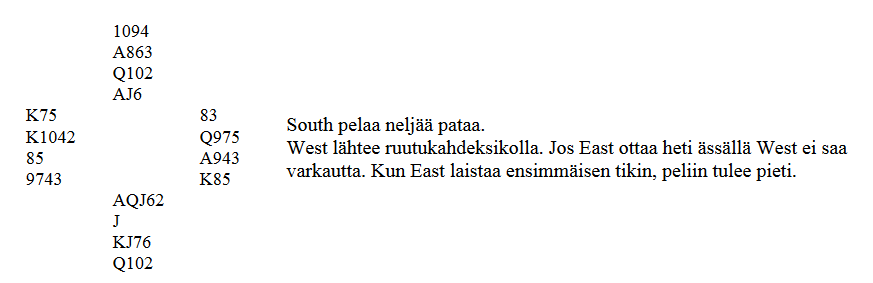 1094
A863
Q102
AJ6
K75 83
K1042 Q975
85 A943
9743 K85
South pelaa neljää pataa.
West lähtee ruutukahdeksikolla. Jos East ottaa heti ässällä West ei saa
varkautta. Kun East laistaa ensimmäisen tikin, peliin tulee pieti.
AQJ62
J
KJ76
Q102